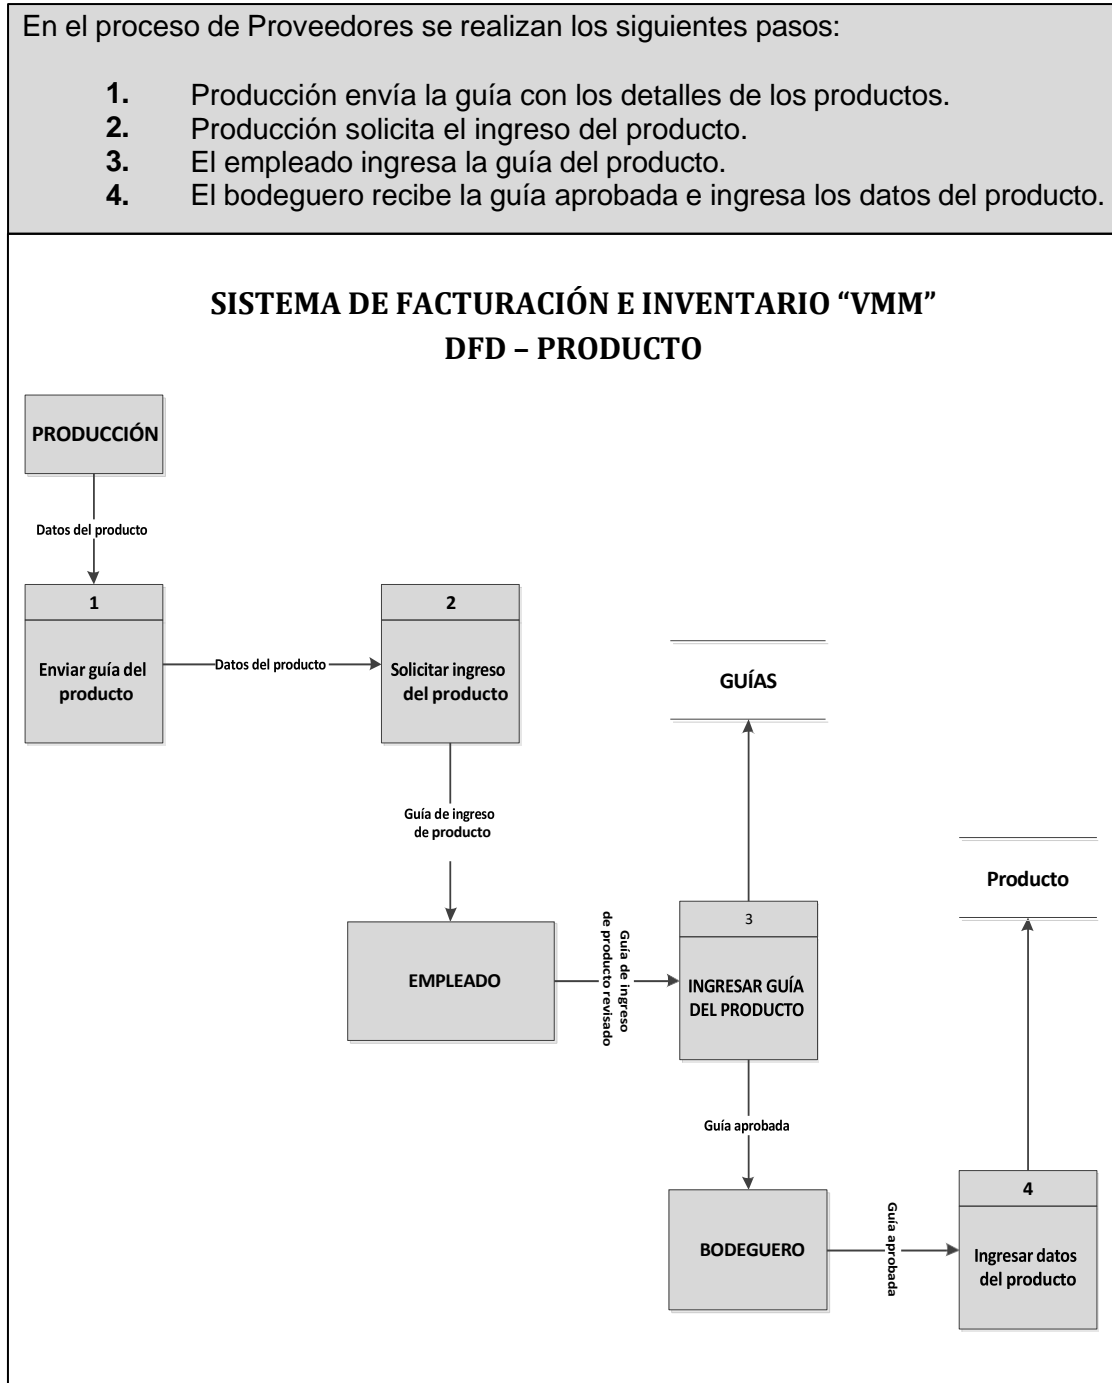 En el proceso de Proveedores se realizan los siguientes pasos:
1. Producción envía la guía con los detalles de los productos.
2. Producción solicita el ingreso del producto.
3. El empleado ingresa la guía del producto.
4. El bodeguero recibe la guía aprobada e ingresa los datos del producto.
SISTEMA DE FACTURACIÓN E INVENTARIO “VMM”
DFD – PRODUCTO
PRODUCCIÓN
Datos del producto
1
Enviar guía del
producto
Datos del producto
2
Solicitar ingreso
del producto
GUÍAS
Guía de ingreso
de producto
Producto
EMPLEADO
Guía de ingreso
de producto revisado
3
INGRESAR GUÍA
DEL PRODUCTO
Guía aprobada
BODEGUERO
Guía
aprobada
4
Ingresar datos
del producto